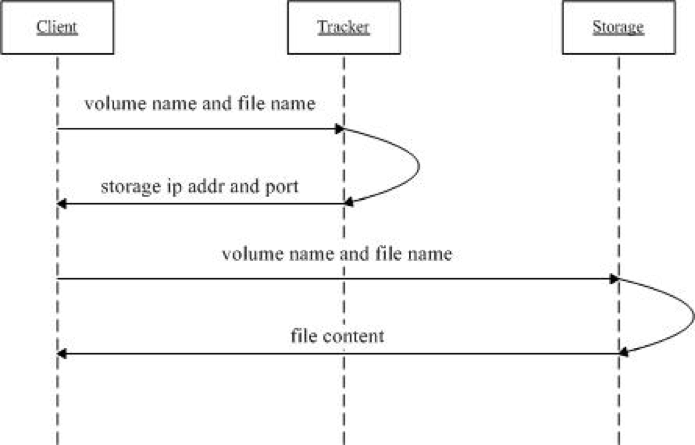 Client
Tracker
Storage
volume name and file name
storage ip addr and port
volume name and file name
file content